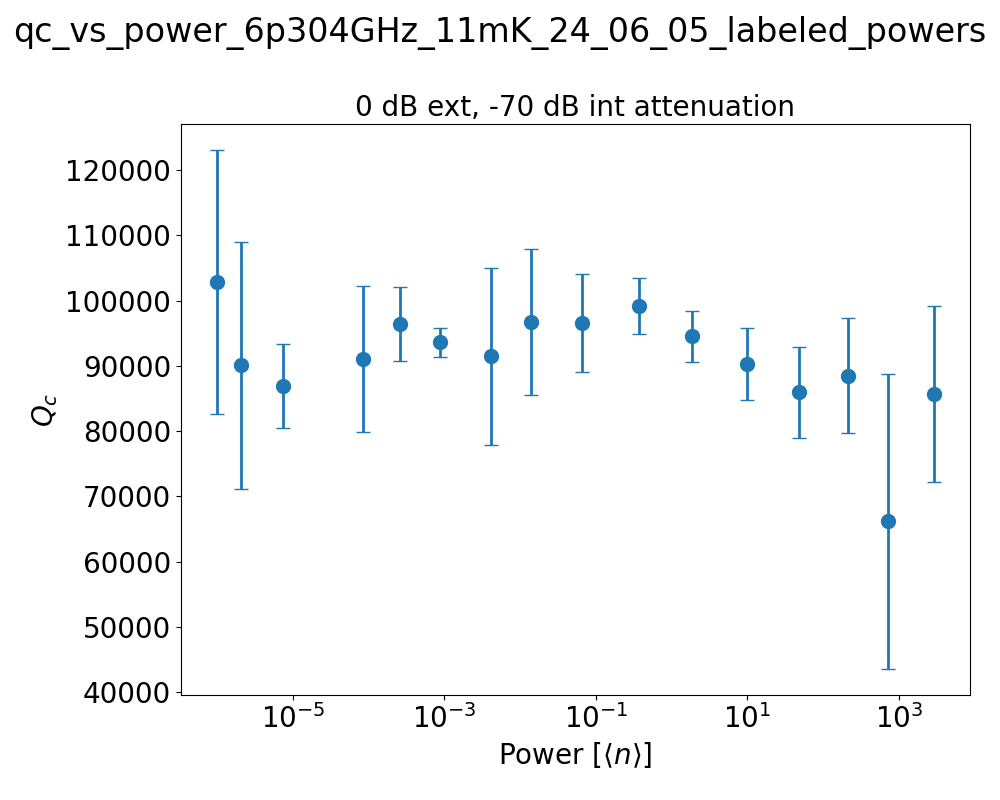 qc_vs_power_6p304GHz_11mK_24_06_05_labeled_powers
0 dB ext, -70 dB int attenuation
120000
110000
100000
90000
80000
70000
60000
50000
40000
Q_c
10^{-5} 10^{-3} 10^{-1} 10^{1} 10^{3}
Power [⟨n⟩]